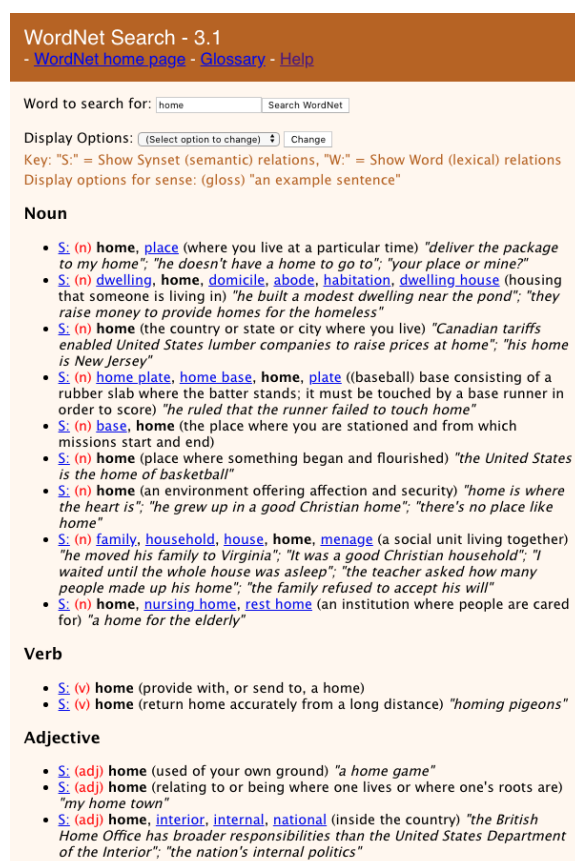 WordNet Search - 3.1
- WordNet home page - Glossary - Help
Word to search for: home Search WordNet
Display Options: (Select option to change) Change
Key: "S:" = Show Synset (semantic) relations, "W:" = Show Word (lexical) relations
Display options for sense: (gloss) "an example sentence"
Noun
• S: (n) home, place (where you live at a particular time) "deliver the package
to my home"; "he doesn't have a home to go to"; "your place or mine?"
• S: (n) dwelling, home, domicile, abode, habitation, dwelling house (housing
that someone is living in) "he built a modest dwelling near the pond"; "they
raise money to provide homes for the homeless"
• S: (n) home (the country or state or city where you live) "Canadian tariffs
enabled United States lumber companies to raise prices at home"; "his home
is New Jersey"
• S: (n) home plate, home base, home, plate ((baseball) base consisting of a
rubber slab where the batter stands; it must be touched by a base runner in
order to score) "he ruled that the runner failed to touch home"
• S: (n) base, home (the place where you are stationed and from which
missions start and end)
• S: (n) home (place where something began and flourished) "the United States
is the home of basketball"
• S: (n) home (an environment offering affection and security) "home is where
the heart is"; "he grew up in a good Christian home"; "there's no place like
home"
• S: (n) family, household, house, home, menage (a social unit living together)
"he moved his family to Virginia"; "It was a good Christian household"; "I
waited until the whole house was asleep"; "the teacher asked how many
people made up his home"; "the family refused to accept his will"
• S: (n) home, nursing home, rest home (an institution where people are cared
for) "a home for the elderly"
Verb
• S: (v) home (provide with, or send to, a home)
• S: (v) home (return home accurately from a long distance) "homing pigeons"
Adjective
• S: (adj) home (used of your own ground) "a home game"
• S: (adj) home (relating to or being where one lives or where one's roots are)
"my home town"
• S: (adj) home, interior, internal, national (inside the country) "the British
Home Office has broader responsibilities than the United States Department
of the Interior"; "the nation's internal politics"